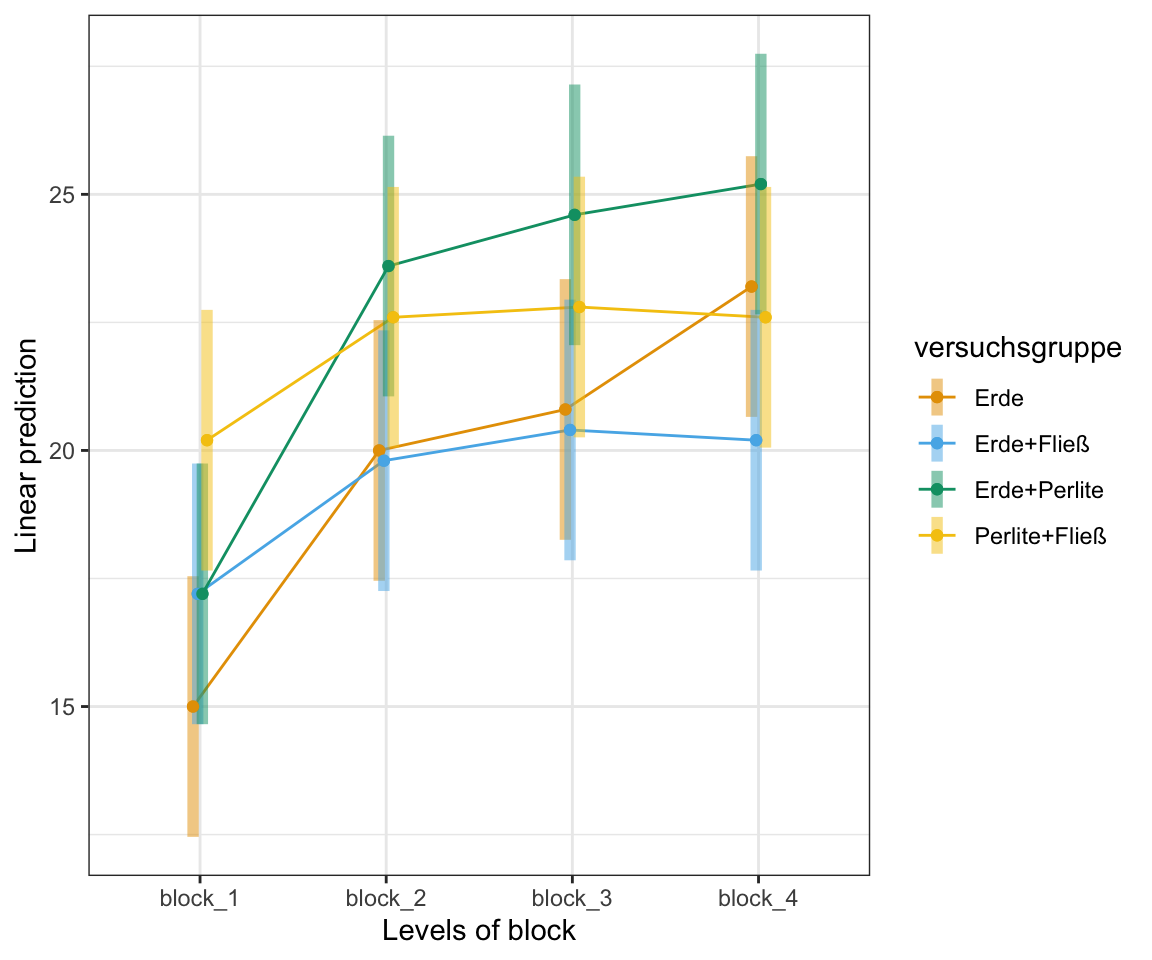 25
20
15
Linear prediction
block_1 block_2 block_3 block_4
Levels of block
versuchsgruppe
Erde
Erde+Fließ
Erde+Perlite
Perlite+Fließ